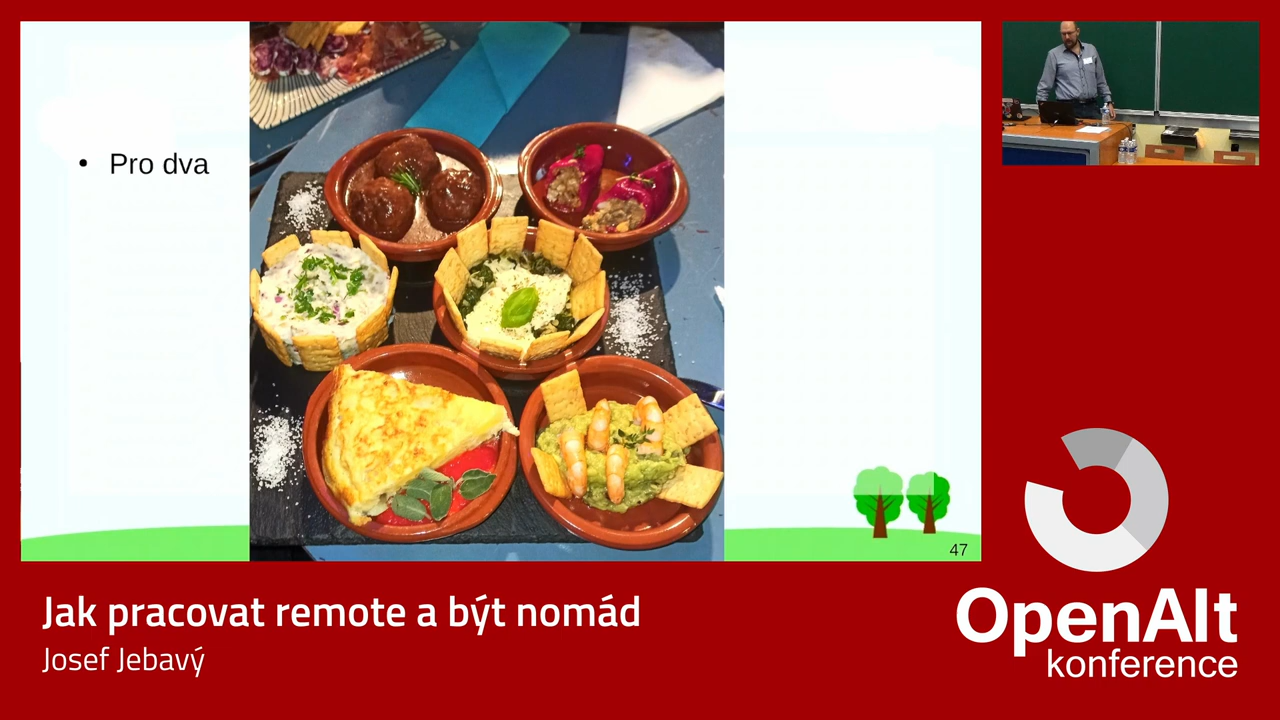 • Pro dva
47
Jak pracovat remote a být nomád
Josef Jebavý
OpenAlt
konference